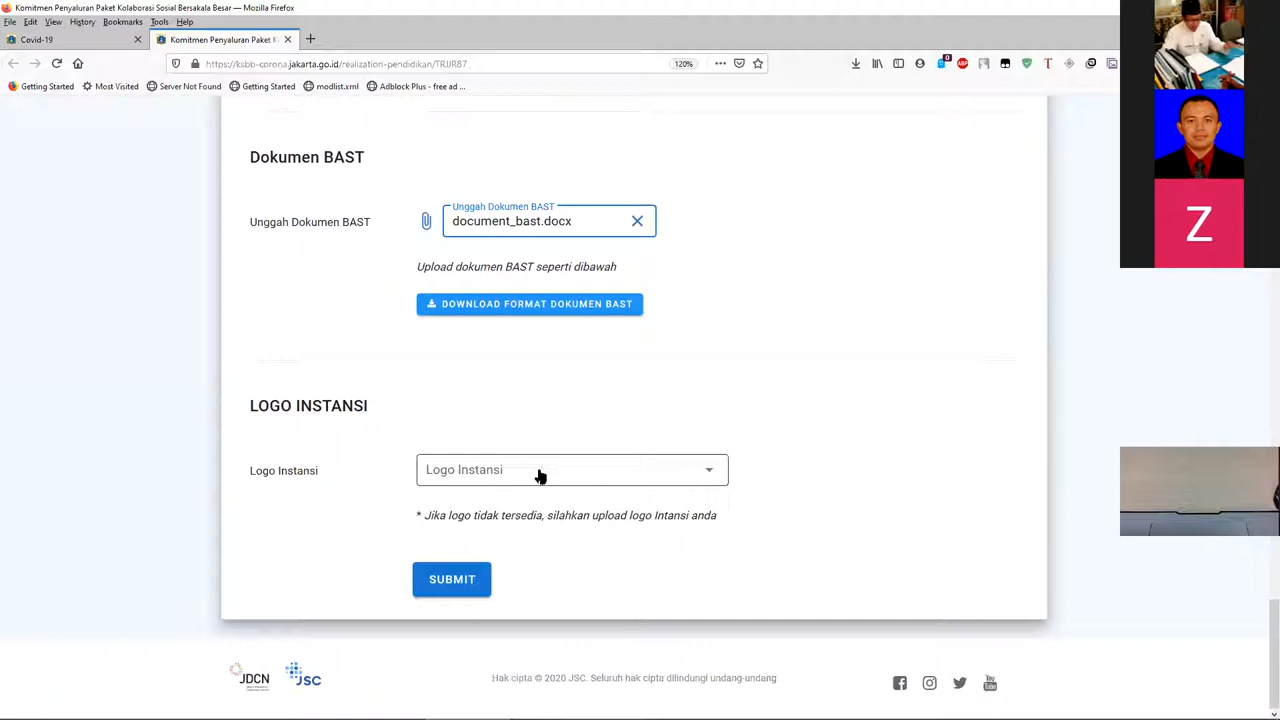 Komitmen Penyaluran Paket Kolaborasi Sosial Bersakala Besar — Mozilla Firefox
File Edit View History Bookmarks Tools Help
Covid-19
Komitmen Penyaluran Paket K
https://ksbb-corona.jakarta.go.id/realization-pendidikan/TRJJR87
120%
Getting Started Most Visited Server Not Found Getting Started modlist.xml Adblock Plus - free ad ...
Dokumen BAST
Unggah Dokumen BAST
Unggah Dokumen BAST
document_bast.docx
Upload dokumen BAST seperti dibawah
DOWNLOAD FORMAT DOKUMEN BAST
LOGO INSTANSI
Logo Instansi
Logo Instansi
* Jika logo tidak tersedia, silahkan upload logo Intansi anda
SUBMIT
JDCN
JSC
Hak cipta © 2020 JSC. Seluruh hak cipta dilindungi undang-undang
Z